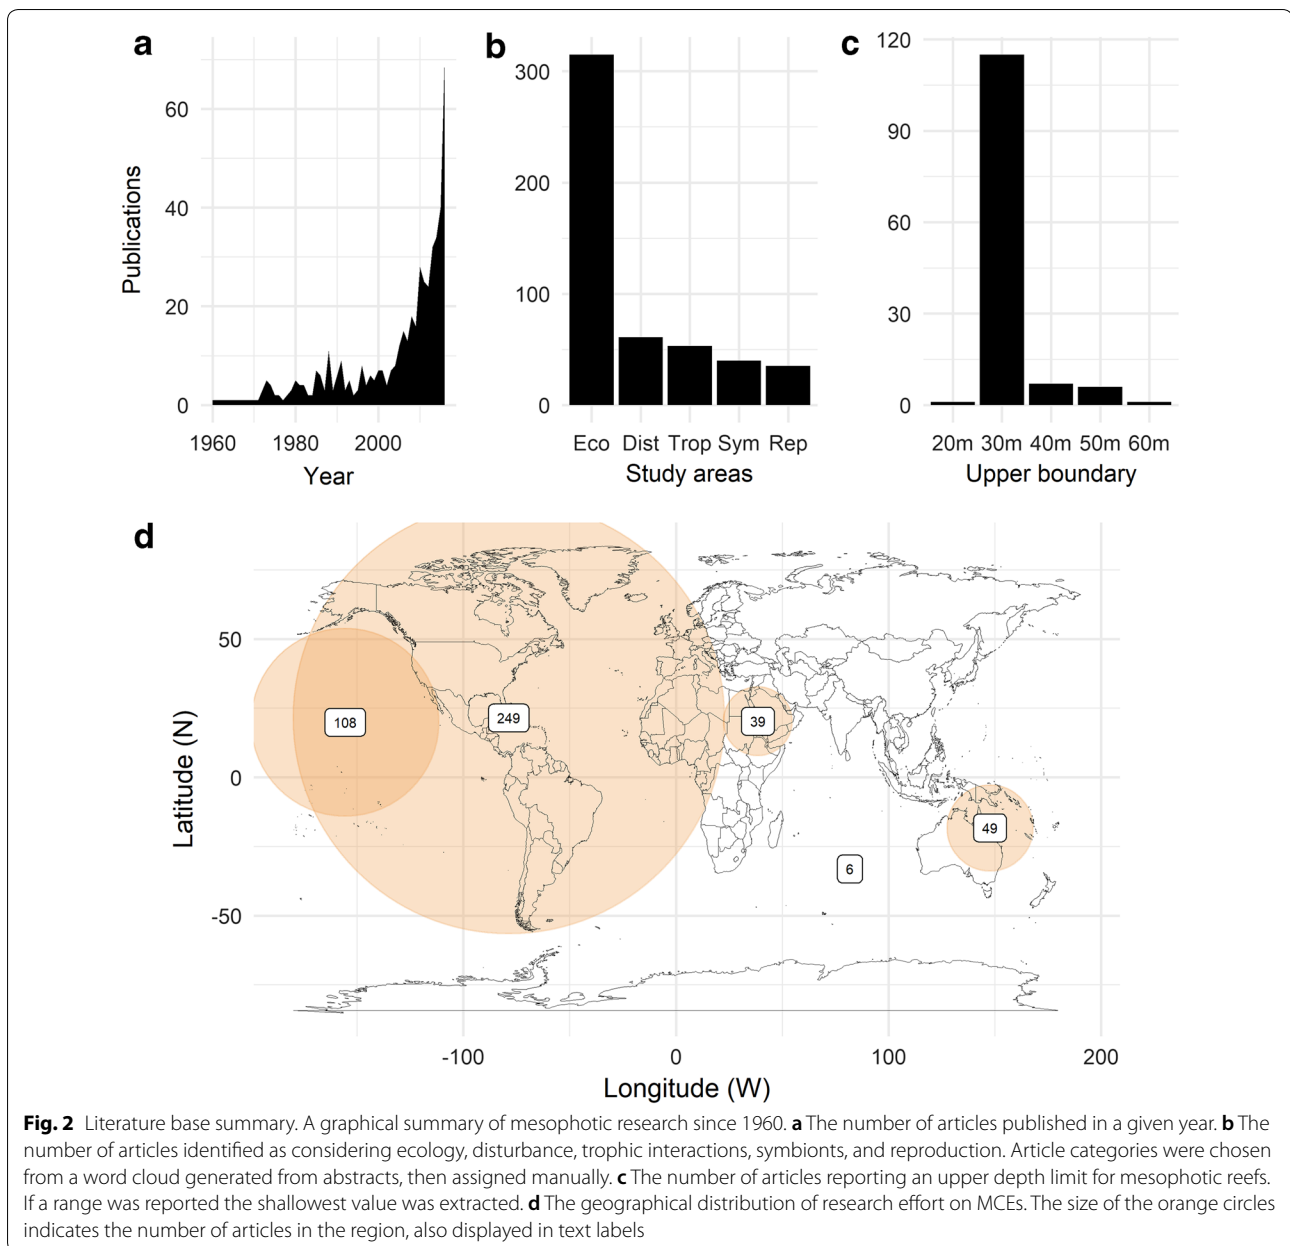 a
60
40
20
0
Publications
1960 1980 2000
Year
b
300
200
100
0
Eco Dist Trop Sym Rep
Study areas
c
120
90
60
30
0
20m 30m 40m 50m 60m
Upper boundary
d
50
0
-50
Latitude (N)
108
249
39
49
6
-100 0 100 200
Longitude (W)
Fig. 2 Literature base summary. A graphical summary of mesophotic research since 1960. a The number of articles published in a given year. b The
number of articles identified as considering ecology, disturbance, trophic interactions, symbionts, and reproduction. Article categories were chosen
from a word cloud generated from abstracts, then assigned manually. c The number of articles reporting an upper depth limit for mesophotic reefs.
If a range was reported the shallowest value was extracted. d The geographical distribution of research effort on MCEs. The size of the orange circles
indicates the number of articles in the region, also displayed in text labels